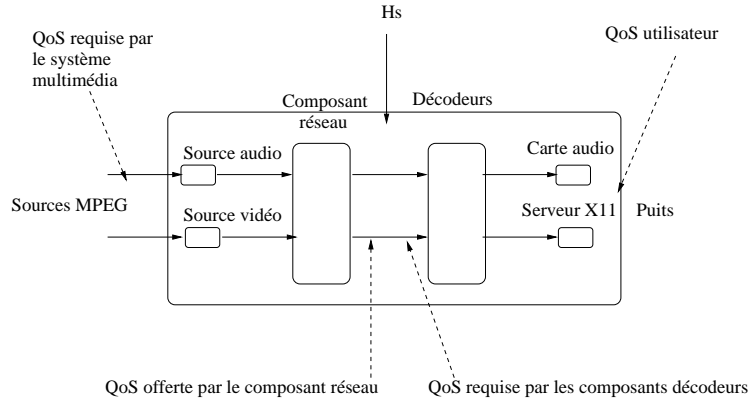 Hs
QoS requise par
le système
multimédia
QoS utilisateur
Composant
réseau
Décodeurs
Source audio
Carte audio
Sources MPEG
Source vidéo
Serveur X11
Puits
QoS offerte par le composant réseau
QoS requise par les composants décodeurs